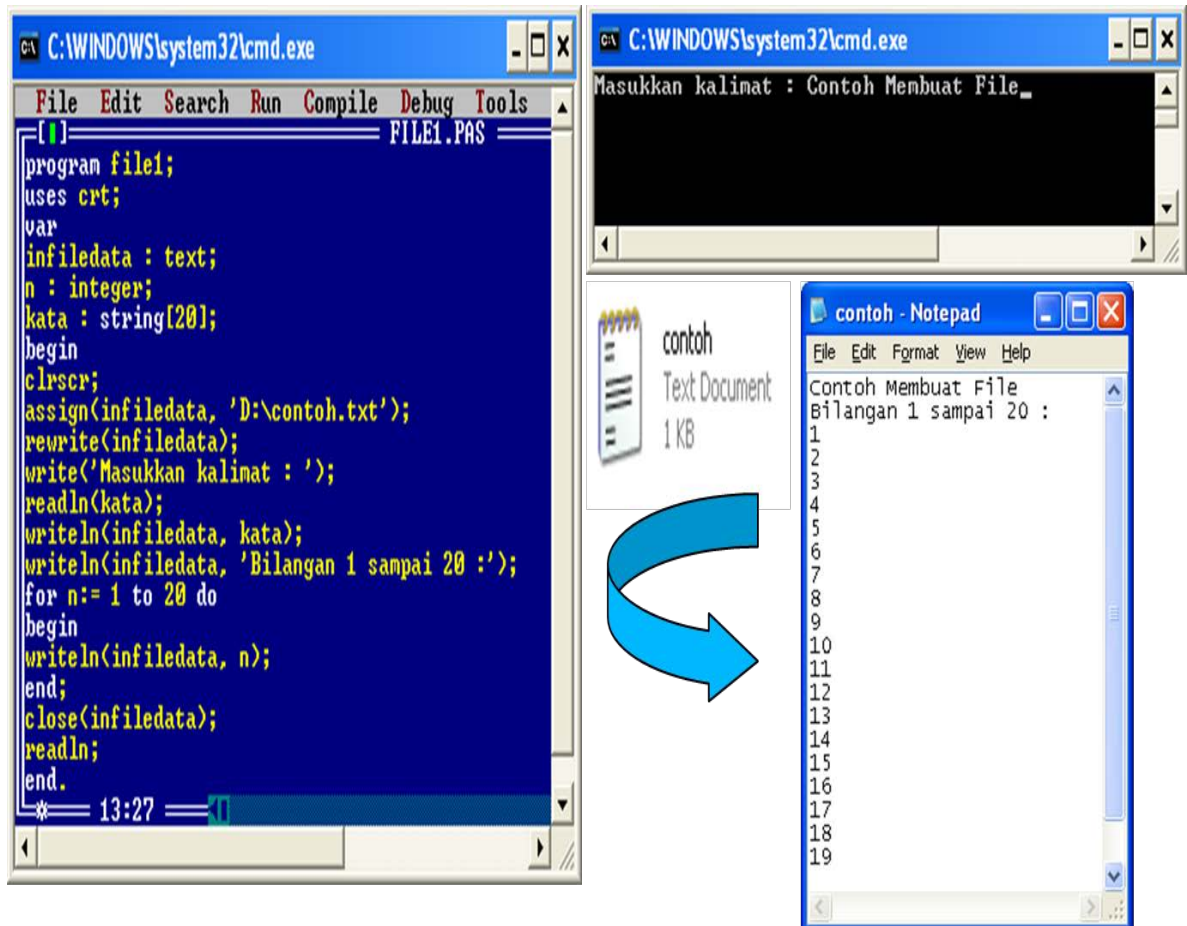 C:\WINDOWS\system32\cmd.exe
File Edit Search Run Compile Debug Tools
FILE1.PAS
program file1;
uses crt;
var
infiledata : text;
n : integer;
kata : string[20];
begin
clrscr;
assign(infiledata, 'D:\contoh.txt');
rewrite(infiledata);
write('Masukkan kalimat : ');
readln(kata);
writeln(infiledata, kata);
writeln(infiledata, 'Bilangan 1 sampai 20 :');
for n:= 1 to 20 do
begin
writeln(infiledata, n);
end;
close(infiledata);
readln;
end.
13:27
C:\WINDOWS\system32\cmd.exe
Masukkan kalimat : Contoh Membuat File_
contoh
Text Document
1 KB
contoh - Notepad
File Edit Format View Help
Contoh Membuat File
Bilangan 1 sampai 20 :
1
2
3
4
5
6
7
8
9
10
11
12
13
14
15
16
17
18
19